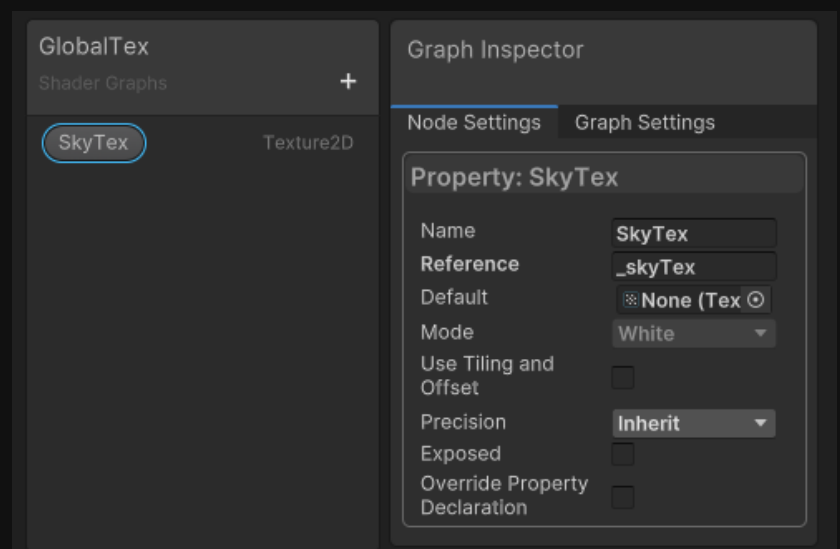 GlobalTex
Shader Graphs
+
SkyTex
Texture2D
Graph Inspector
Node Settings
Graph Settings
Property: SkyTex
Name
SkyTex
Reference
_skyTex
Default
None (Tex
Mode
White
Use Tiling and
Offset
Precision
Inherit
Exposed
Override Property
Declaration